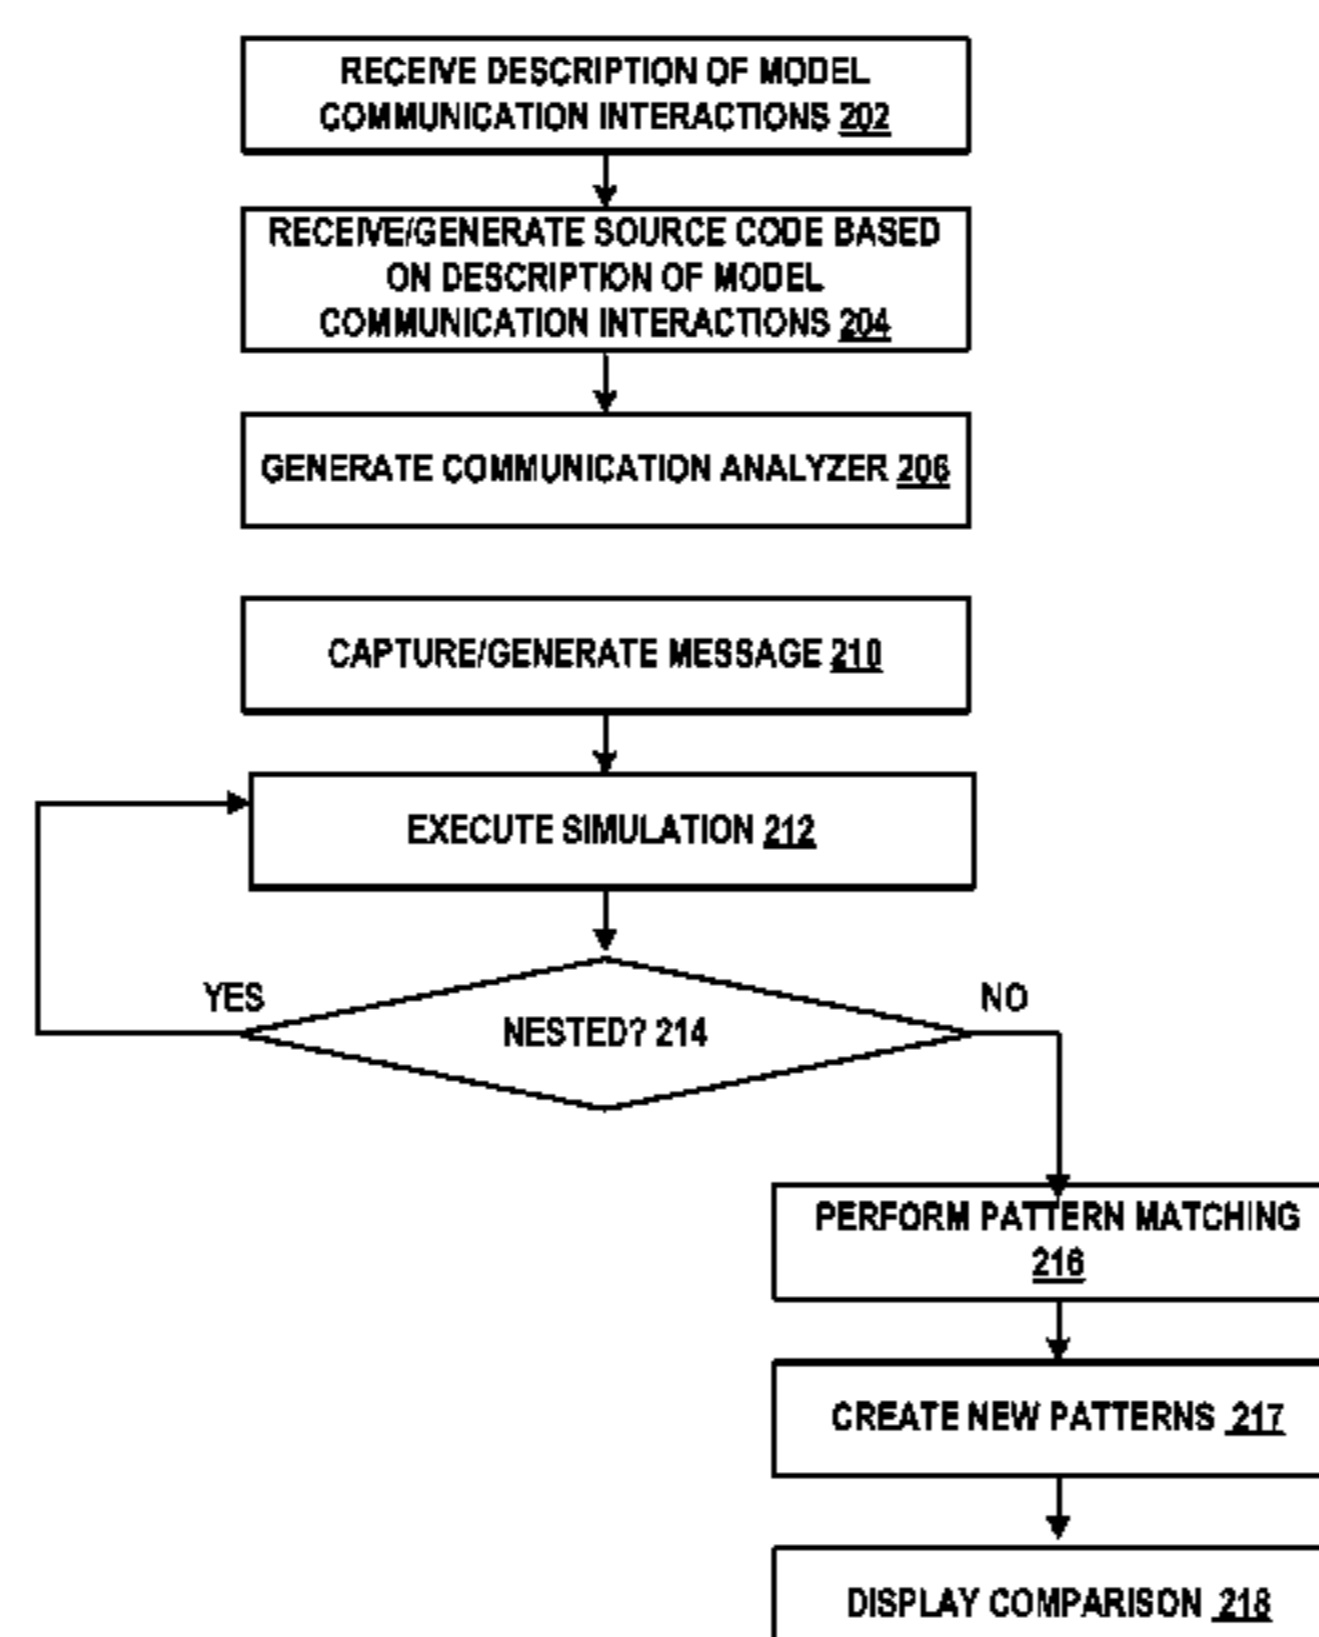 RECEIVE DESCRIPTION OF MODEL
COMMUNICATION INTERACTIONS 202
RECEIVE/GENERATE SOURCE CODE BASED
ON DESCRIPTION OF MODEL
COMMUNICATION INTERACTIONS 204
GENERATE COMMUNICATION ANALYZER 206
CAPTURE/GENERATE MESSAGE 210
EXECUTE SIMULATION 212
YES
NO
NESTED? 214
PERFORM PATTERN MATCHING
216
CREATE NEW PATTERNS 217
DISPLAY COMPARISON 218